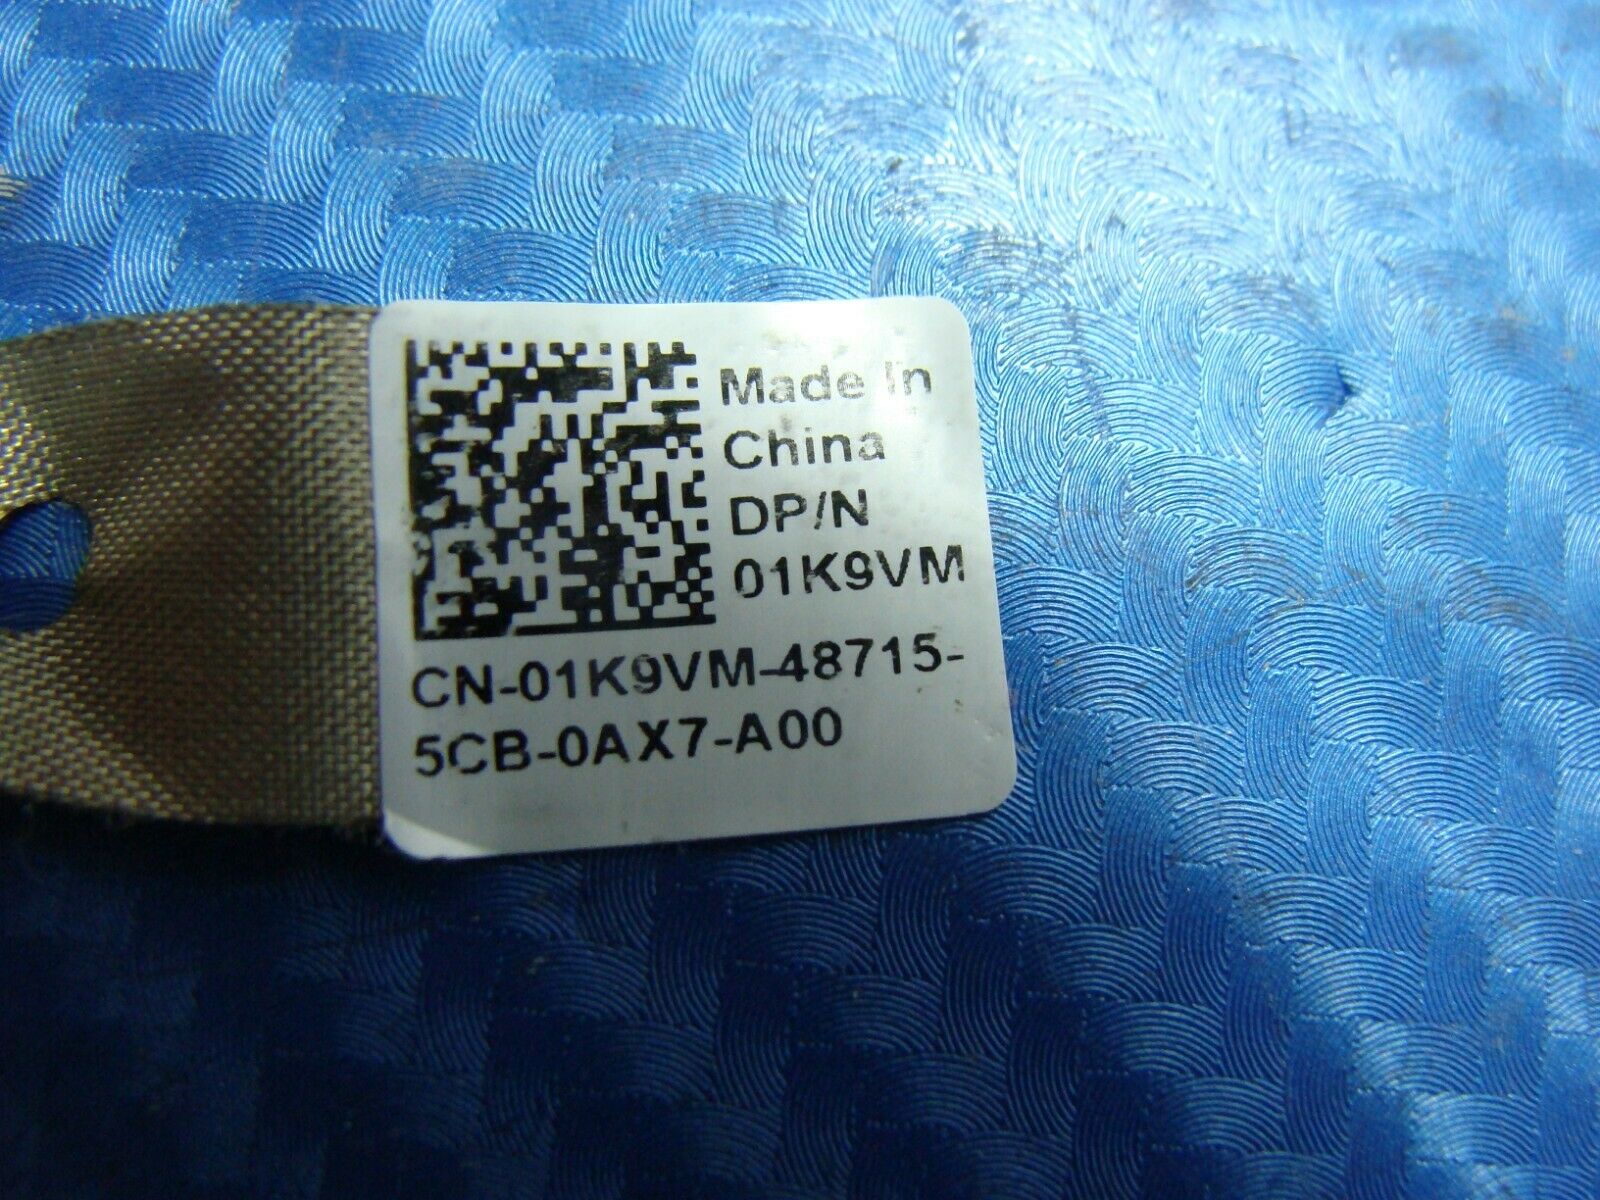 Made In
China
DP/N
01K9VM
CN-01K9VM-48715-
5CB-0AX7-A00